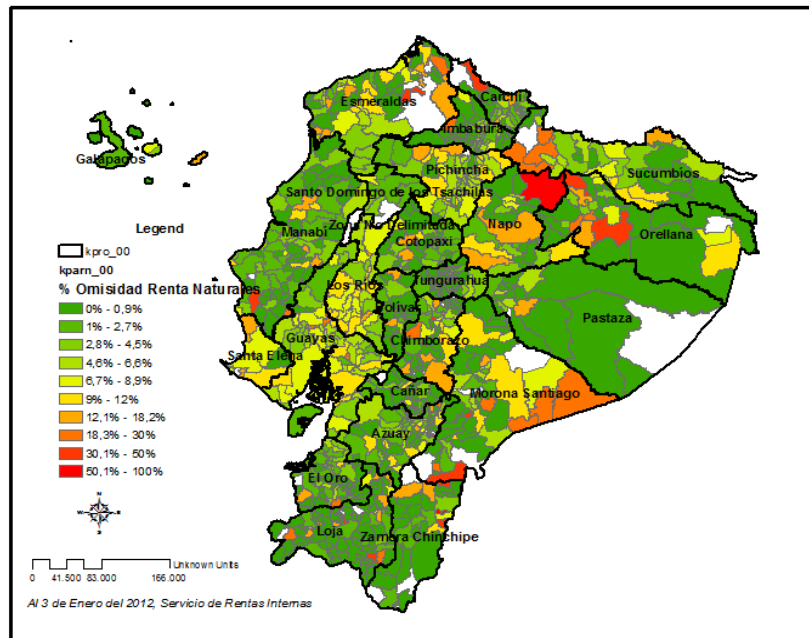 Esmeraldas
Carchi
Imbabura
Galapagos
Pichincha
Sucumbios
Santo Domingo de los Tsachilas
Legend
Manabi
Zona No Delimitada
Napo
Cotopaxi
Orellana
kpro_00
kparn_00
% Omisidad Renta Naturales
Los Rios
Tungurahua
0% - 0,9%
Bolivar
Pastaza
1% - 2,7%
2,8% - 4,5%
Guayas
Chimborazo
4,6% - 6,6%
Santa Elena
6,7% - 8,9%
9% - 12%
Cañar
Morona Santiago
12,1% - 18,2%
18,3% - 30%
Azuay
30,1% - 50%
50,1% - 100%
El Oro
N
W E
S
Loja
Zamora Chinchipe
Unknown Units
0 41.500 83.000 166.000
Al 3 de Enero del 2012, Servicio de Rentas Internas